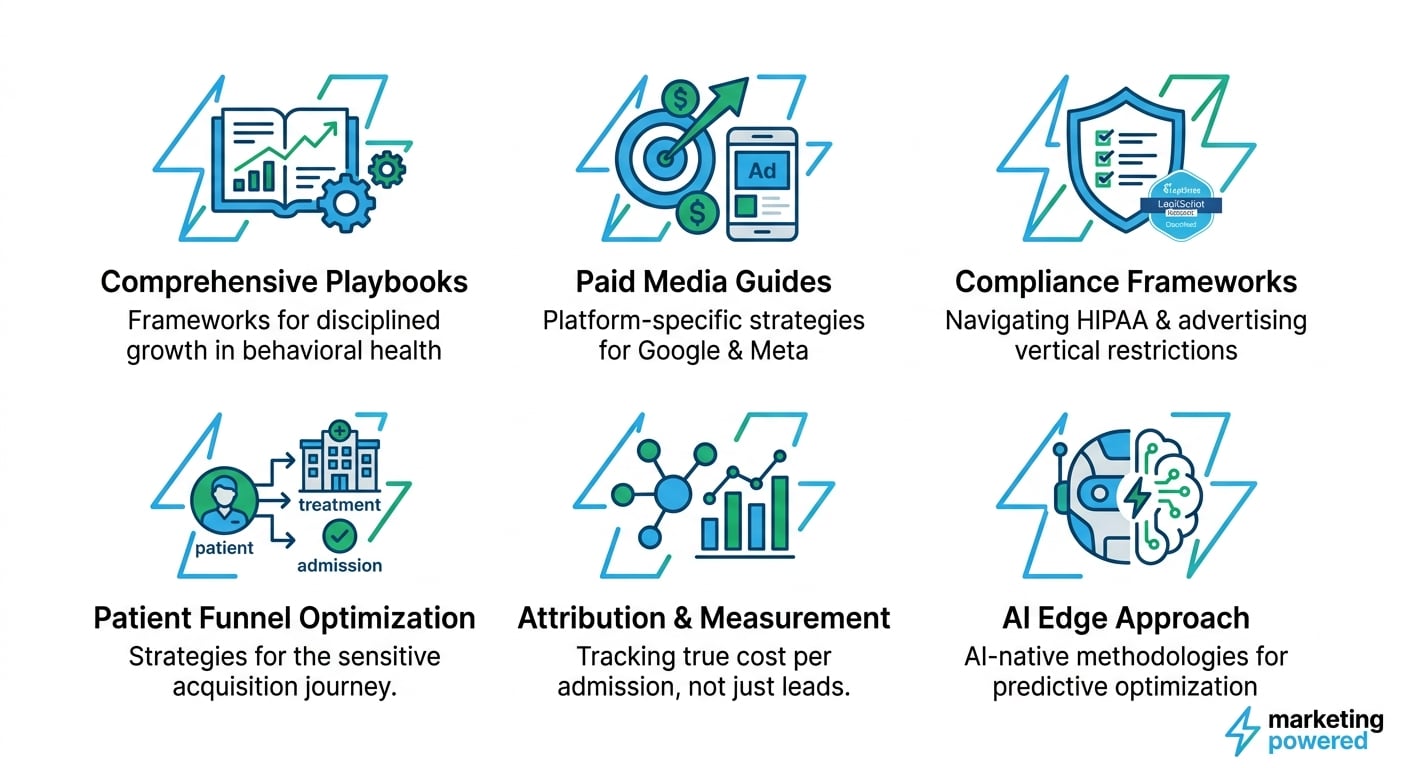 Ad
Comprehensive Playbooks
Frameworks for disciplined
growth in behavioral health
Paid Media Guides
Platform-specific strategies
for Google & Meta
Compliance Frameworks
Navigating HIPAA & advertising
vertical restrictions
patient
treatment
admission
Patient Funnel Optimization
Strategies for the sensitive
acquisition journey.
Attribution & Measurement
Tracking true cost per
admission, not just leads.
AI Edge Approach
AI-native methodologies for
predictive optimization
marketing
powered